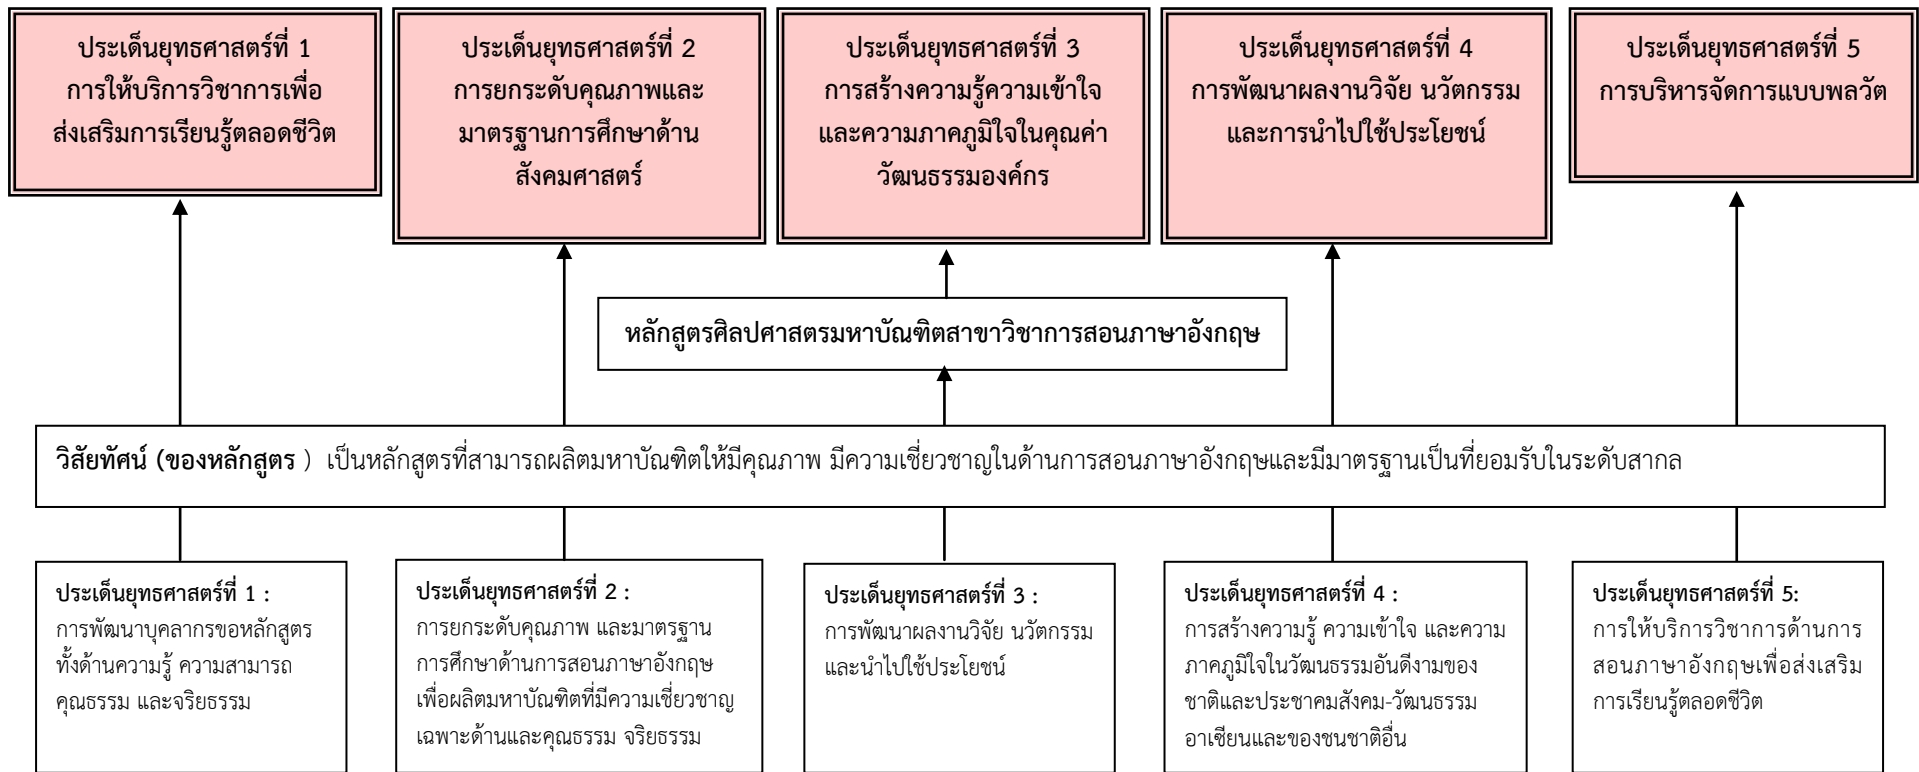 ประเด็นยุทธศาสตร์ที่ 1
การให้บริการวิชาการเพื่อ
ส่งเสริมการเรียนรู้ตลอดชีวิต
ประเด็นยุทธศาสตร์ที่ 2
การยกระดับคุณภาพและ
มาตรฐานการศึกษาด้าน
สังคมศาสตร์
ประเด็นยุทธศาสตร์ที่ 3
การสร้างความรู้ความเข้าใจ
และความภาคภูมิใจในคุณค่า
วัฒนธรรมองค์กร
ประเด็นยุทธศาสตร์ที่ 4
การพัฒนาผลงานวิจัย นวัตกรรม
และการนำไปใช้ประโยชน์
ประเด็นยุทธศาสตร์ที่ 5
การบริหารจัดการแบบพลวัต
หลักสูตรศิลปศาสตรมหาบัณฑิตสาขาวิชาการสอนภาษาอังกฤษ
วิสัยทัศน์ (ของหลักสูตร ) เป็นหลักสูตรที่สามารถผลิตมหาบัณฑิตให้มีคุณภาพ มีความเชี่ยวชาญในด้านการสอนภาษาอังกฤษและมีมาตรฐานเป็นที่ยอมรับในระดับสากล
ประเด็นยุทธศาสตร์ที่ 1 :
การพัฒนาบุคลากรขอหลักสูตร
ทั้งด้านความรู้ ความสามารถ
คุณธรรม และจริยธรรม
ประเด็นยุทธศาสตร์ที่ 2 :
การยกระดับคุณภาพ และมาตรฐาน
การศึกษาด้านการสอนภาษาอังกฤษ
เพื่อผลิตมหาบัณฑิตที่มีความเชี่ยวชาญ
เฉพาะด้านและคุณธรรม จริยธรรม
ประเด็นยุทธศาสตร์ที่ 3 :
การพัฒนาผลงานวิจัย นวัตกรรม
และนำไปใช้ประโยชน์
ประเด็นยุทธศาสตร์ที่ 4 :
การสร้างความรู้ ความเข้าใจ และความ
ภาคภูมิใจในวัฒนธรรมอันดีงามของ
ชาติและประชาคมสังคม-วัฒนธรรม
อาเซียนและของชนชาติอื่น
ประเด็นยุทธศาสตร์ที่ 5:
การให้บริการวิชาการด้านการ
สอนภาษาอังกฤษเพื่อส่งเสริม
การเรียนรู้ตลอดชีวิต